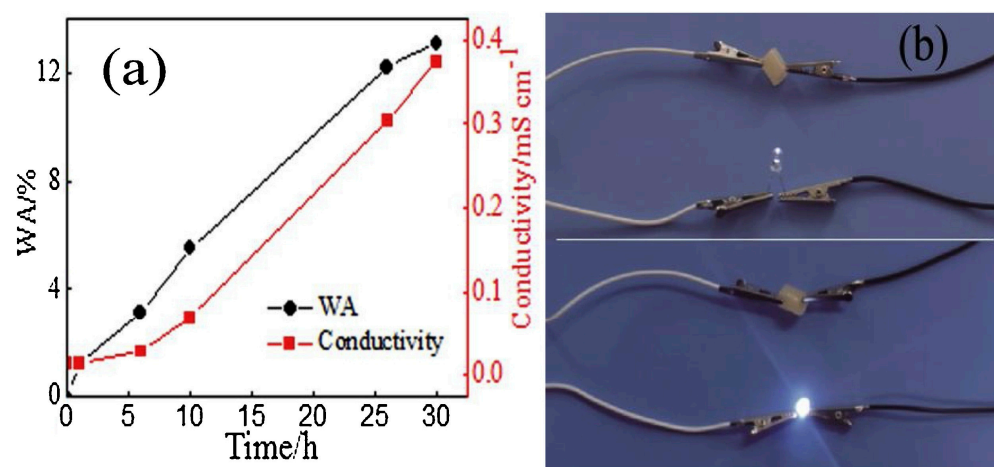 (a)
WA/%
12
8
4
0
0 5 10 15 20 25 30
Time/h
WA
Conductivity
0.4
0.3
0.2
0.1
0.0
Conductivity/mS cm-1
(b)